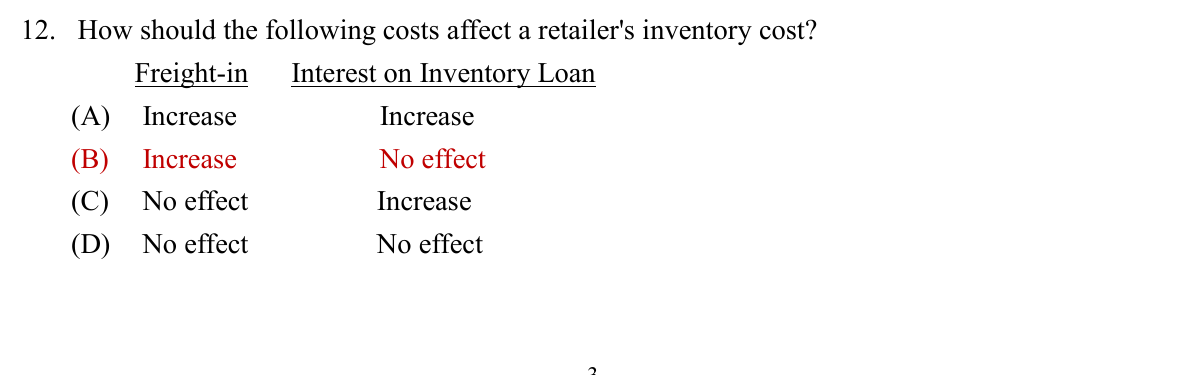 12. How should the following costs affect a retailer's inventory cost?
Freight-in Interest on Inventory Loan
(A) Increase Increase
(B) Increase No effect
(C) No effect Increase
(D) No effect No effect